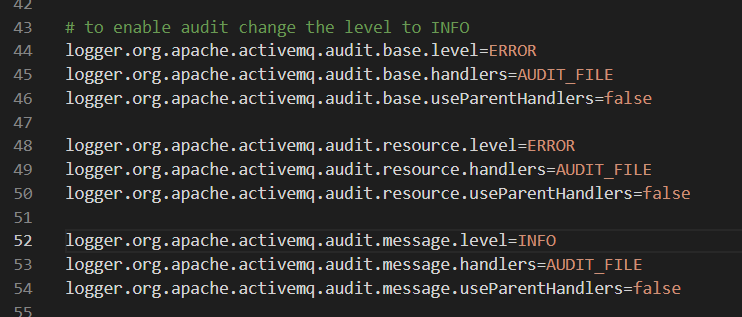 42
43 # to enable audit change the level to INFO
44 logger.org.apache.activemq.audit.base.level=ERROR
45 logger.org.apache.activemq.audit.base.handlers=AUDIT_FILE
46 logger.org.apache.activemq.audit.base.useParentHandlers=false
47
48 logger.org.apache.activemq.audit.resource.level=ERROR
49 logger.org.apache.activemq.audit.resource.handlers=AUDIT_FILE
50 logger.org.apache.activemq.audit.resource.useParentHandlers=false
51
52 logger.org.apache.activemq.audit.message.level=INFO
53 logger.org.apache.activemq.audit.message.handlers=AUDIT_FILE
54 logger.org.apache.activemq.audit.message.useParentHandlers=false
55